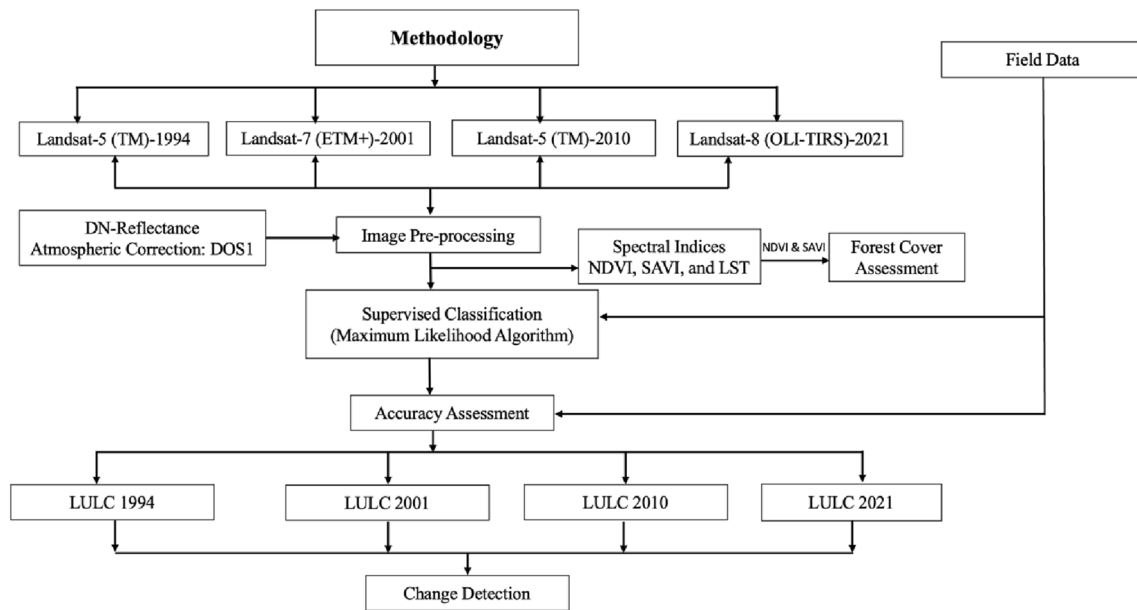 Methodology
Field Data
Landsat-5 (TM)-1994
Landsat-7 (ETM+)-2001
Landsat-5 (TM)-2010
Landsat-8 (OLI-TIRS)-2021
DN-Reflectance
Atmospheric Correction: DOS1
Image Pre-processing
Spectral Indices
NDVI, SAVI, and LST
NDVI & SAVI
Forest Cover
Assessment
Supervised Classification
(Maximum Likelihood Algorithm)
Accuracy Assessment
LULC 1994
LULC 2001
LULC 2010
LULC 2021
Change Detection